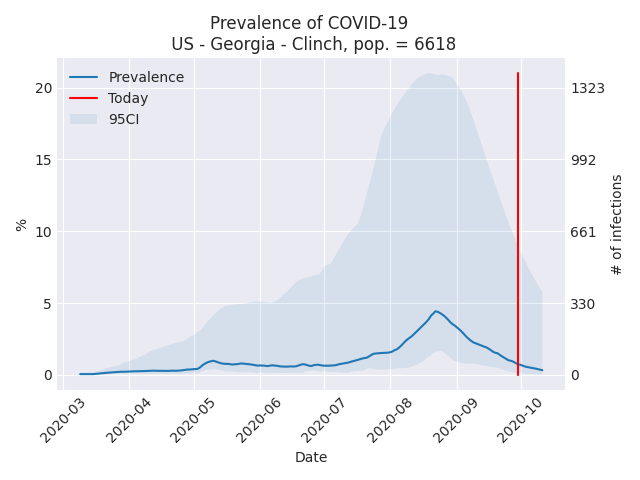 Prevalence of COVID-19
US - Georgia - Clinch, pop. = 6618
Prevalence
Today
95CI
%
20
15
10
5
0
1323
992
661
330
0
# of infections
2020-03
2020-04
2020-05
2020-06
2020-07
2020-08
2020-09
2020-10
Date